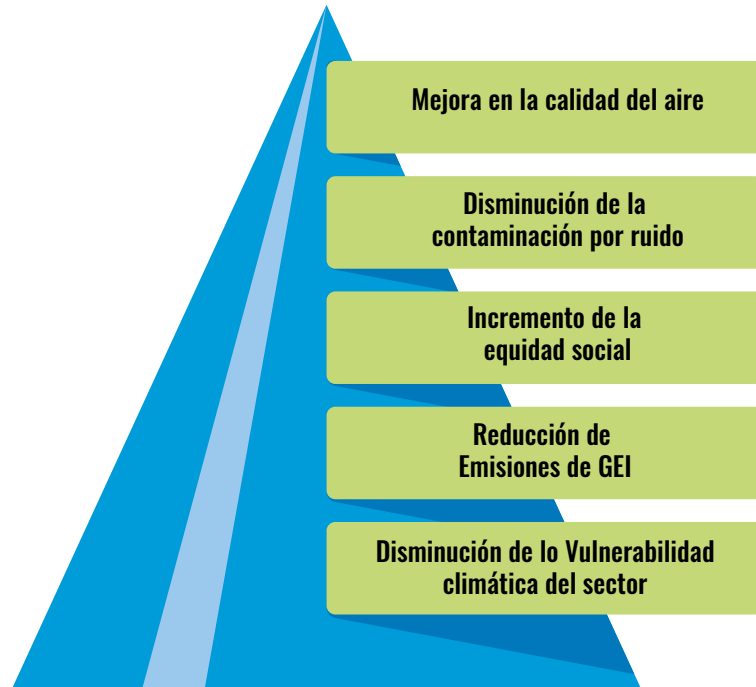 Mejora en la calidad del aire
Disminución de la
contaminación por ruido
Incremento de la
equidad social
Reducción de
Emisiones de GEI
Disminución de lo Vulnerabilidad
climática del sector